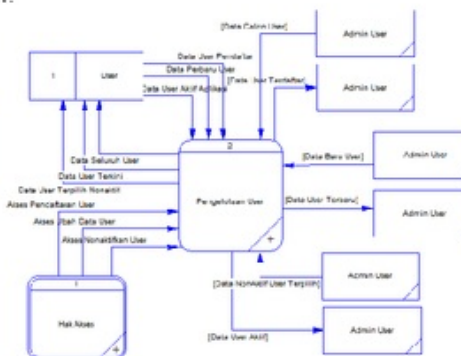 [Data Calon User]
Admin User
1
User
Data User Pendaftar
Data Perbaru User
[Data User Terdaftar]
Data User Aktif Aplikasi
Admin User
2
Pengelolaan User
+
[Data Baru User]
Admin User
Data Seluruh User
Data User Terkini
Data User Terpilih Nonaktif
Akses Pendaftaran User
Akses Ubah Data User
Akses Nonaktifkan User
[Data User Terbaru]
Admin User
1
Hak Akses
+
[Data NonAktif User Terpilih]
Admin User
[Data User Aktif]
Admin User